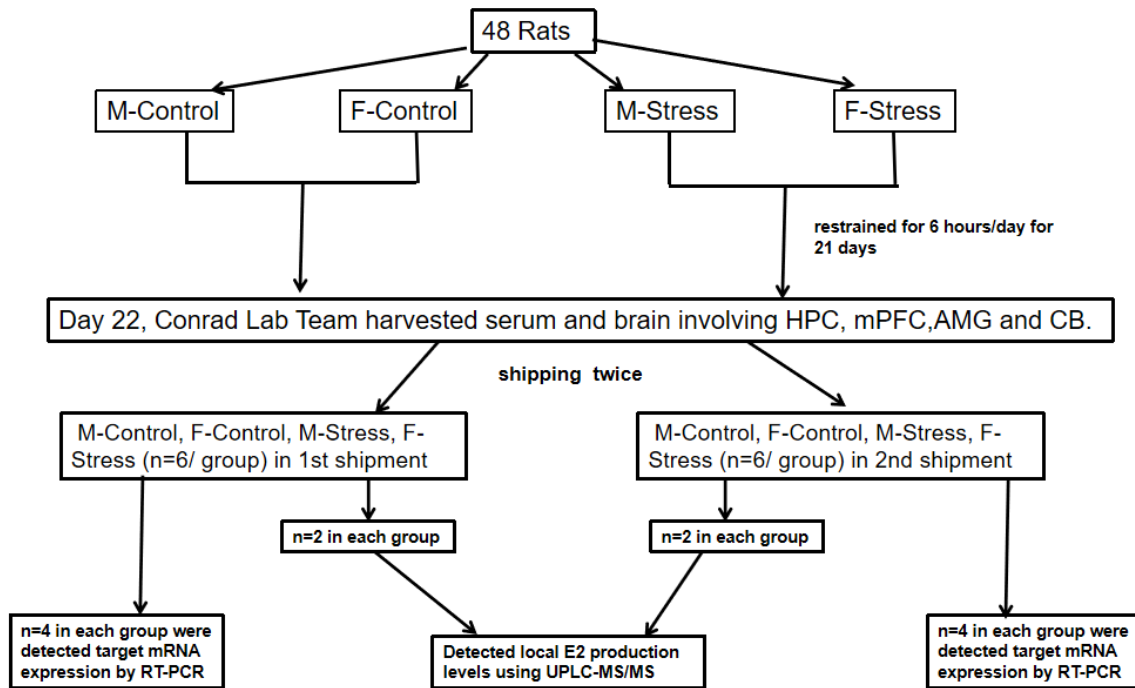 48 Rats
M-Control
F-Control
M-Stress
F-Stress
restrained for 6 hours/day for
21 days
Day 22, Conrad Lab Team harvested serum and brain involving HPC, mPFC,AMG and CB.
shipping twice
M-Control, F-Control, M-Stress, F-
Stress (n=6/ group) in 1st shipment
M-Control, F-Control, M-Stress, F-
Stress (n=6/ group) in 2nd shipment
n=2 in each group
n=2 in each group
n=4 in each group were
detected target mRNA
expression by RT-PCR
Detected local E2 production
levels using UPLC-MS/MS
n=4 in each group were
detected target mRNA
expression by RT-PCR